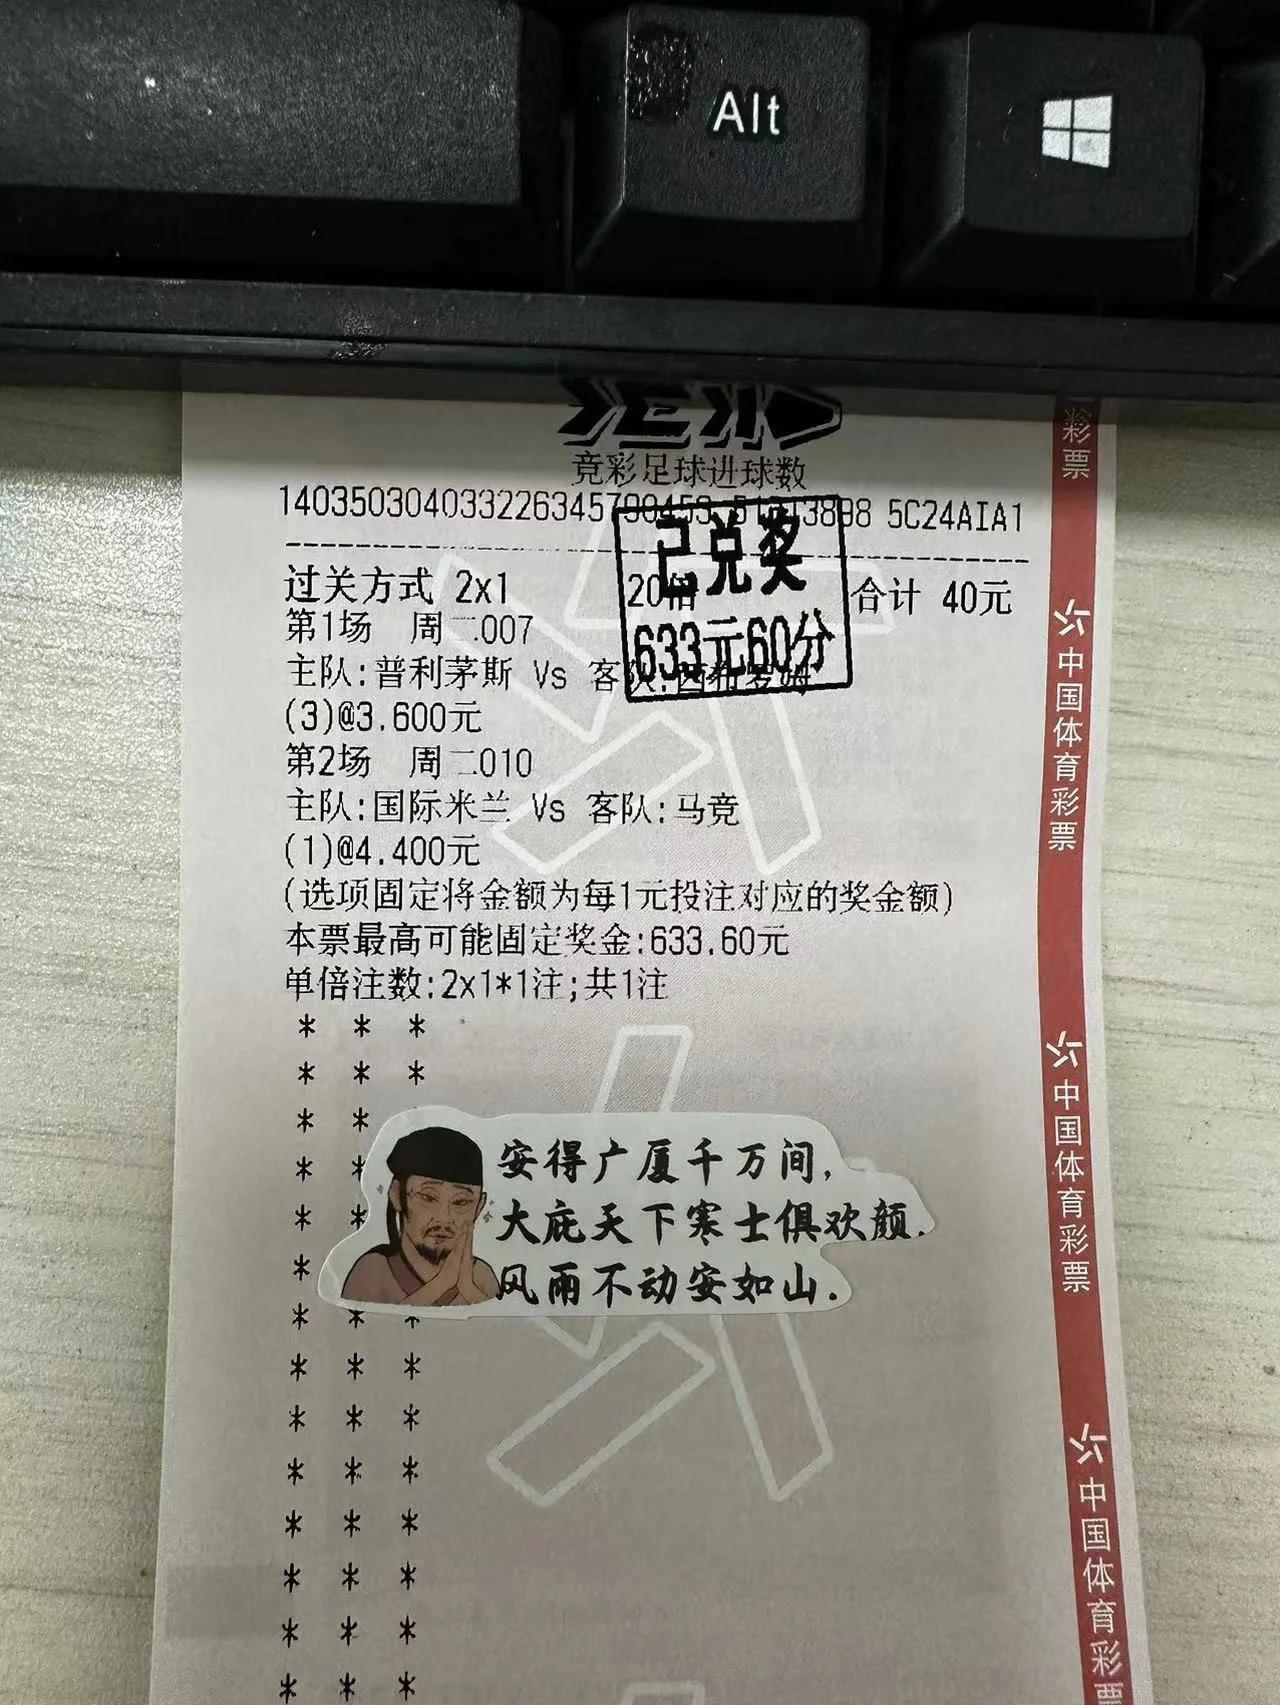 Alt
竞彩足球进球数
已兑奖
633元60分
过关方式 2x1 20倍 合计 40元
第1场 周二007
主队:普利茅斯 Vs 客队:西布罗姆
(3)@3.600元
第2场 周二010
主队:国际米兰 Vs 客队:马竞
(1)@4.400元
(选项固定将金额为每1元投注对应的奖金额)
本票最高可能固定奖金:633.60元
单倍注数:2x1*1注;共1注
* * *
* * *
* *
* *
* *
*
* * *
* * *
* * *
* * *
* * *
* * *
* * *
* * *
安得广厦千万间,
大庇天下寒士俱欢颜.
风雨不动安如山.
彩票
中国体育彩票
中国体育彩票
中国体育彩票